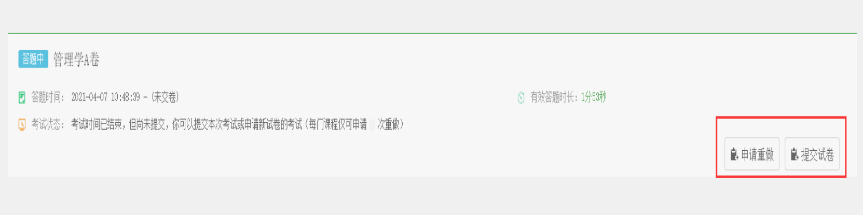 答题中 管理学A卷
答题时间： 2021-04-07 10:48:39 - (未交卷) 有效答题时长：1分53秒
考试状态： 考试时间已结束，但尚未提交，你可以提交本次考试或申请新试卷的考试（每门课程仅可申请 次重做）
申请重做 提交试卷